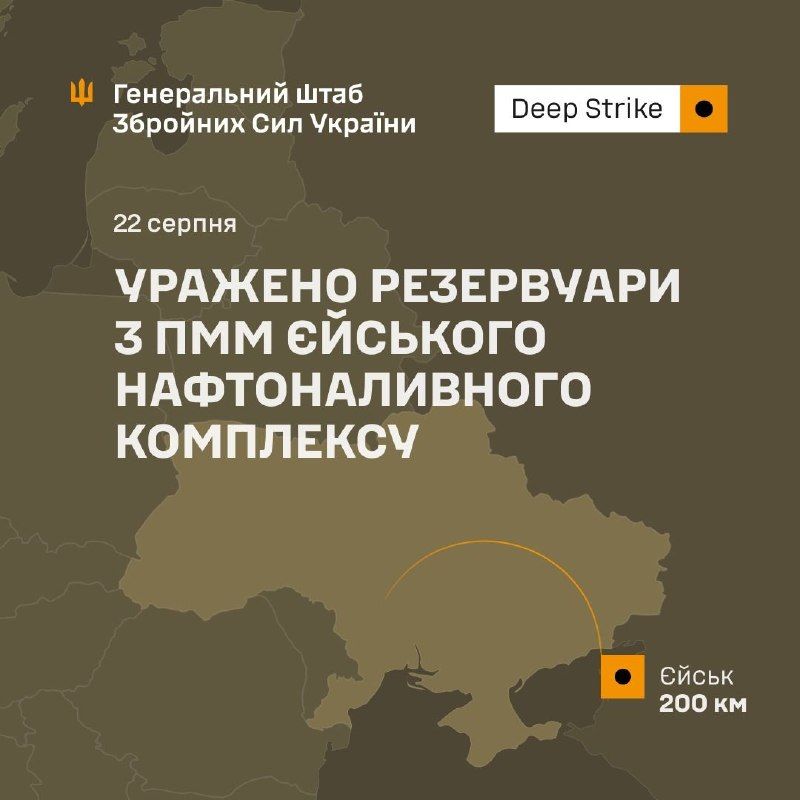 Генеральний Штаб
Збройних Сил України
Deep Strike
22 серпня
УРАЖЕНО РЕЗЕРВУАРИ
З ПММ ЄЙСЬКОГО
НАФТОНАЛИВНОГО
КОМПЛЕКСУ
Єйськ
200 км